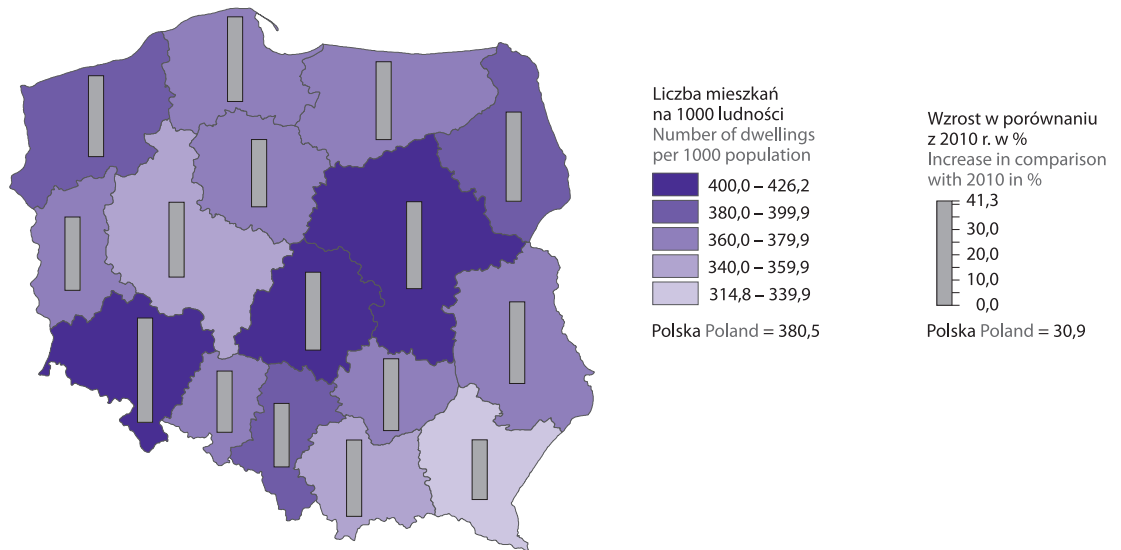 Liczba mieszkań
na 1000 ludności
Number of dwellings
per 1000 population
400,0 – 426,2
380,0 – 399,9
360,0 – 379,9
340,0 – 359,9
314,8 – 339,9
Polska Poland = 380,5
Wzrost w porównaniu
z 2010 r. w %
Increase in comparison
with 2010 in %
41,3
30,0
20,0
10,0
0,0
Polska Poland = 30,9